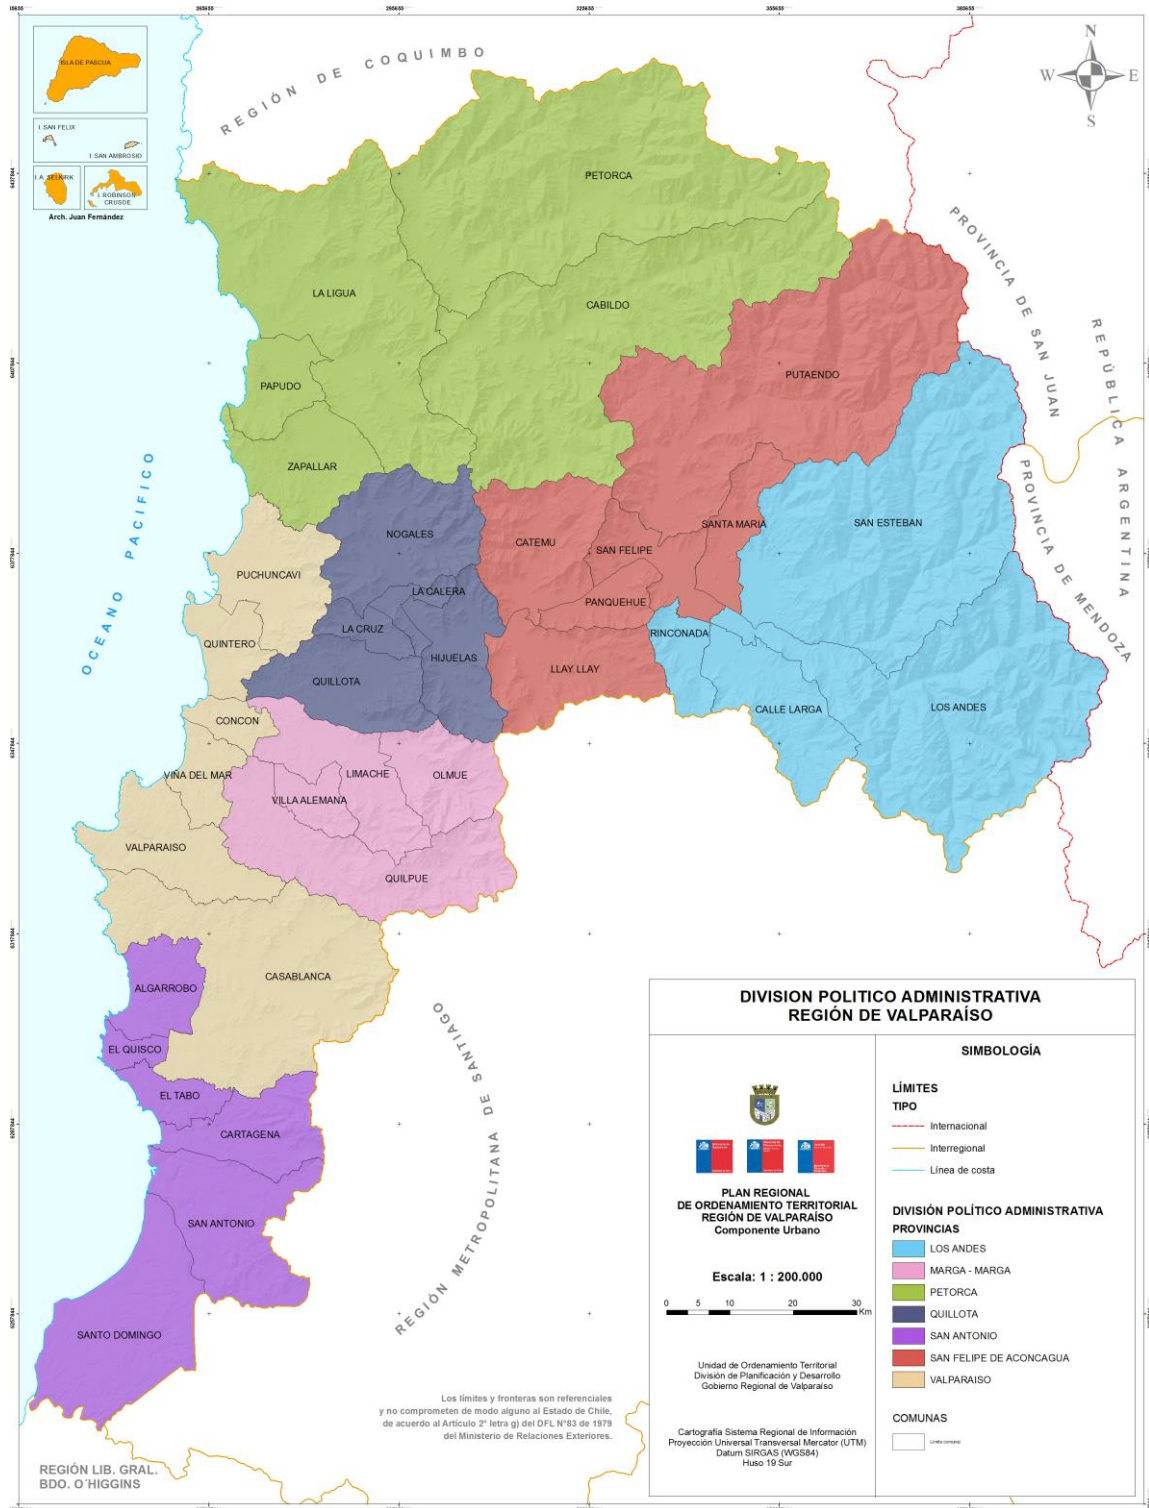 ISLA DE PASCUA
I. SAN FELIX
I. SAN AMBROSIO
I.A. SELKIRK
I. ROBINSON
CRUSOE
Arch. Juan Fernández
REGIÓN DE COQUIMBO
N
W
E
S
PETORCA
LA LIGUA
CABILDO
PROVINCIA DE SAN JUAN
REPÚBLICA ARGENTINA
PUTAENDO
PAPUDO
ZAPALLAR
OCEANO PACIFICO
NOGALES
CATEMU
SAN FELIPE
SANTA MARIA
SAN ESTEBAN
PROVINCIA DE MENDOZA
PUCHUNCAVI
LA CALERA
PANQUEHUE
LA CRUZ
RINCONADA
QUINTERO
HIJUELAS
LLAY LLAY
QUILLOTA
CALLE LARGA
LOS ANDES
CONCON
VIÑA DEL MAR
LIMACHE
OLMUE
VILLA ALEMANA
VALPARAISO
QUILPUE
CASABLANCA
ALGARROBO
EL QUISCO
EL TABO
CARTAGENA
SAN ANTONIO
SANTO DOMINGO
REGIÓN METROPOLITANA DE SANTIAGO
REGIÓN LIB. GRAL.
BDO. O´HIGGINS
Los límites y fronteras son referenciales
y no comprometen de modo alguno al Estado de Chile,
de acuerdo al Artículo 2° letra g) del DFL N°83 de 1979
del Ministerio de Relaciones Exteriores.
DIVISION POLITICO ADMINISTRATIVA
REGIÓN DE VALPARAÍSO
PLAN REGIONAL
DE ORDENAMIENTO TERRITORIAL
REGIÓN DE VALPARAÍSO
Componente Urbano
Escala: 1 : 200.000
0 5 10 20 30
Km
Unidad de Ordenamiento Territorial
División de Planificación y Desarrollo
Gobierno Regional de Valparaíso
Cartografía Sistema Regional de Información
Proyección Universal Transversal Mercator (UTM)
Datum SIRGAS (WGS84)
Huso 19 Sur
SIMBOLOGÍA
LÍMITES
TIPO
Internacional
Interregional
Línea de costa
DIVISIÓN POLÍTICO ADMINISTRATIVA
PROVINCIAS
LOS ANDES
MARGA - MARGA
PETORCA
QUILLOTA
SAN ANTONIO
SAN FELIPE DE ACONCAGUA
VALPARAISO
COMUNAS
Límite comunal